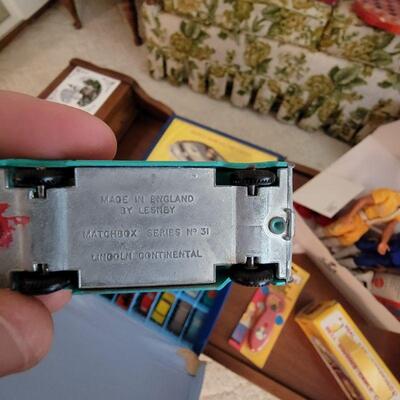 MADE IN ENGLAND
BY LESNEY
MATCHBOX SERIES Nº 31
LINCOLN CONTINENTAL